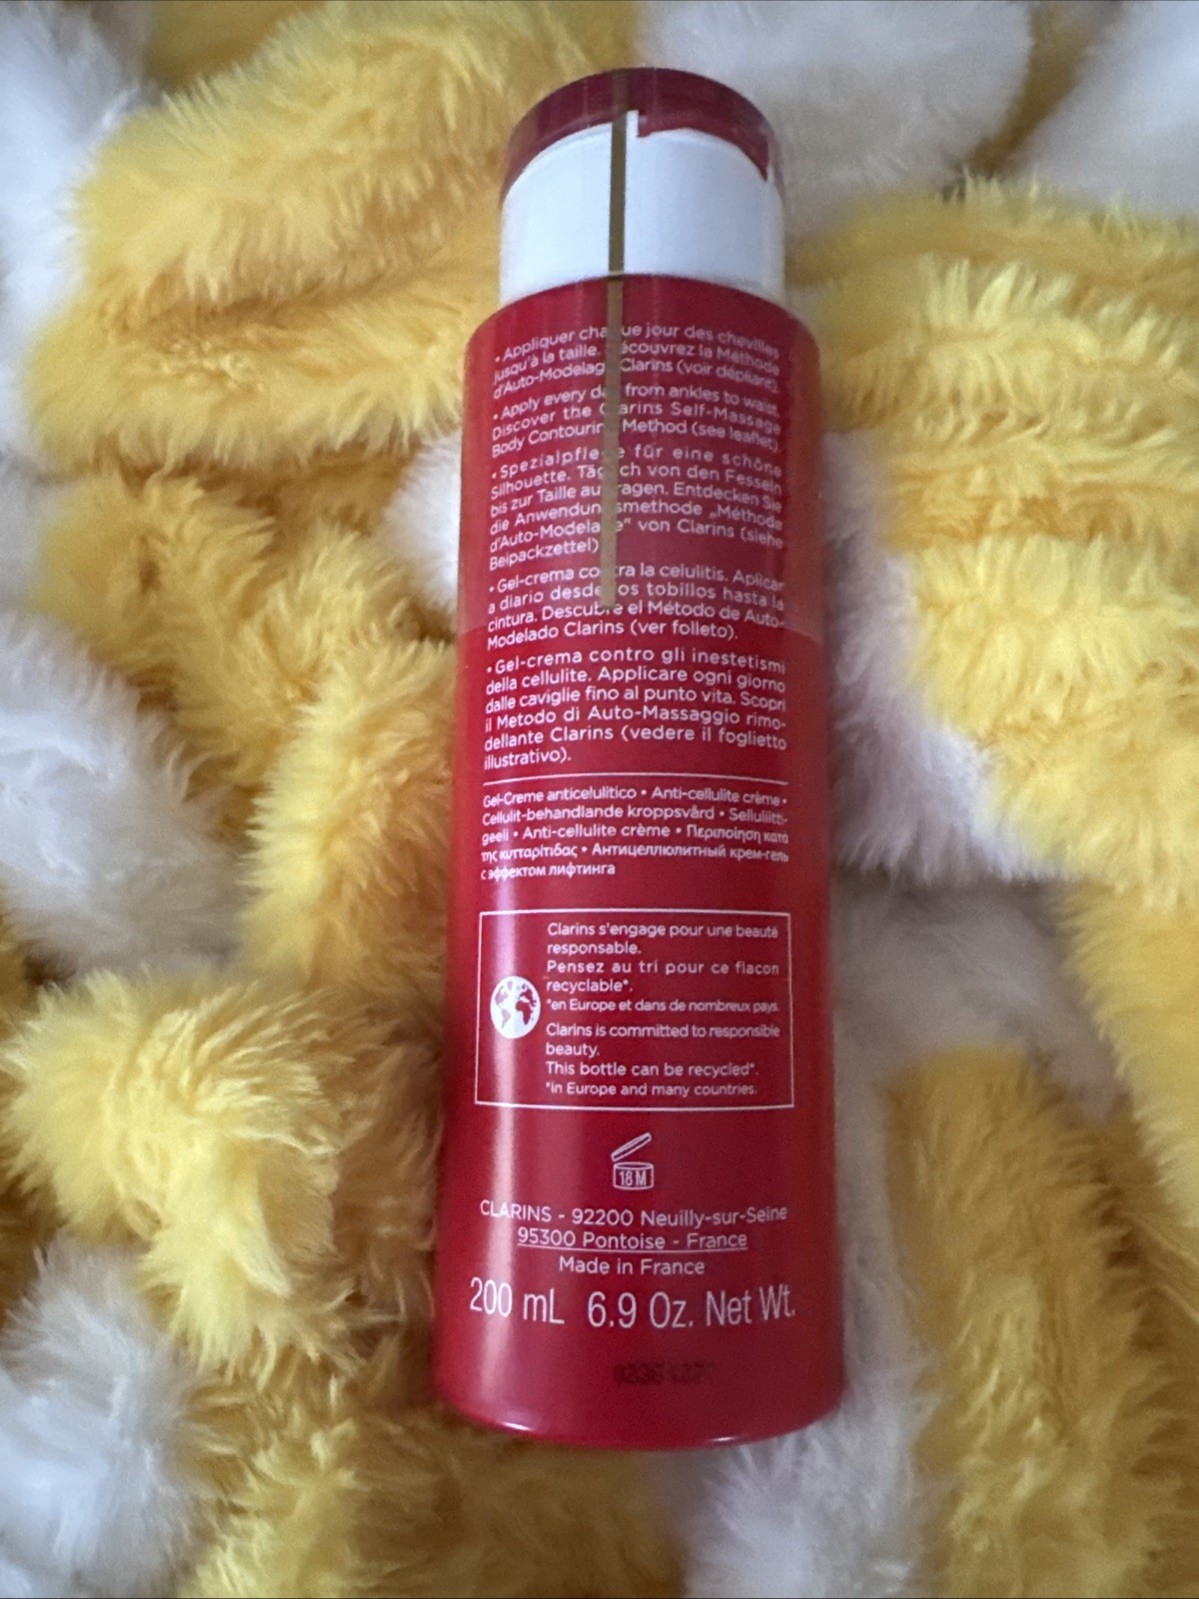 • Appliquer chaque jour des chevilles
jusqu'à la taille. Découvrez la Méthode
d'Auto-Modelage Clarins (voir dépliant).
• Apply every day from ankles to waist.
Discover the Clarins Self-Massage
Body Contouring Method (see leaflet).
• Spezialpflege für eine schöne
Silhouette. Täglich von den Fesseln
bis zur Taille auftragen. Entdecken Sie
die Anwendungsmethode „Méthode
d'Auto-Modelage" von Clarins (siehe
Beipackzettel)
• Gel-crema contra la celulitis. Aplicar
a diario desde los tobillos hasta la
cintura. Descubre el Método de Auto-
Modelado Clarins (ver folleto).
• Gel-crema contro gli inestetismi
della cellulite. Applicare ogni giorno
dalle caviglie fino al punto vita. Scopri
il Metodo di Auto-Massaggio rimo-
dellante Clarins (vedere il foglietto
illustrativo).
Gel-Creme anticelulítico • Anti-cellulite crème •
Cellulit-behandlande kroppsvård • Selluliitti-
geeli • Anti-cellulite crème • Περιποίηση κατά
της κυτταρίτιδας • Антицеллюлитный крем-гель
с эффектом лифтинга
Clarins s'engage pour une beauté
responsable.
Pensez au tri pour ce flacon
recyclable*.
*en Europe et dans de nombreux pays.
Clarins is committed to responsible
beauty.
This bottle can be recycled*.
*in Europe and many countries.
18 M
CLARINS - 92200 Neuilly-sur-Seine
95300 Pontoise - France
Made in France
200 mL 6.9 Oz. Net Wt.